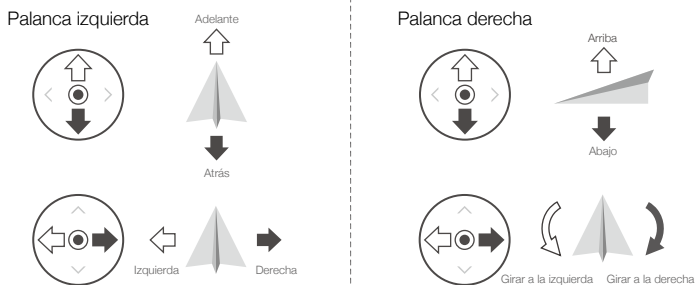 Palanca izquierda
Adelante
Atrás
Izquierda
Derecha
Palanca derecha
Arriba
Abajo
Girar a la izquierda
Girar a la derecha